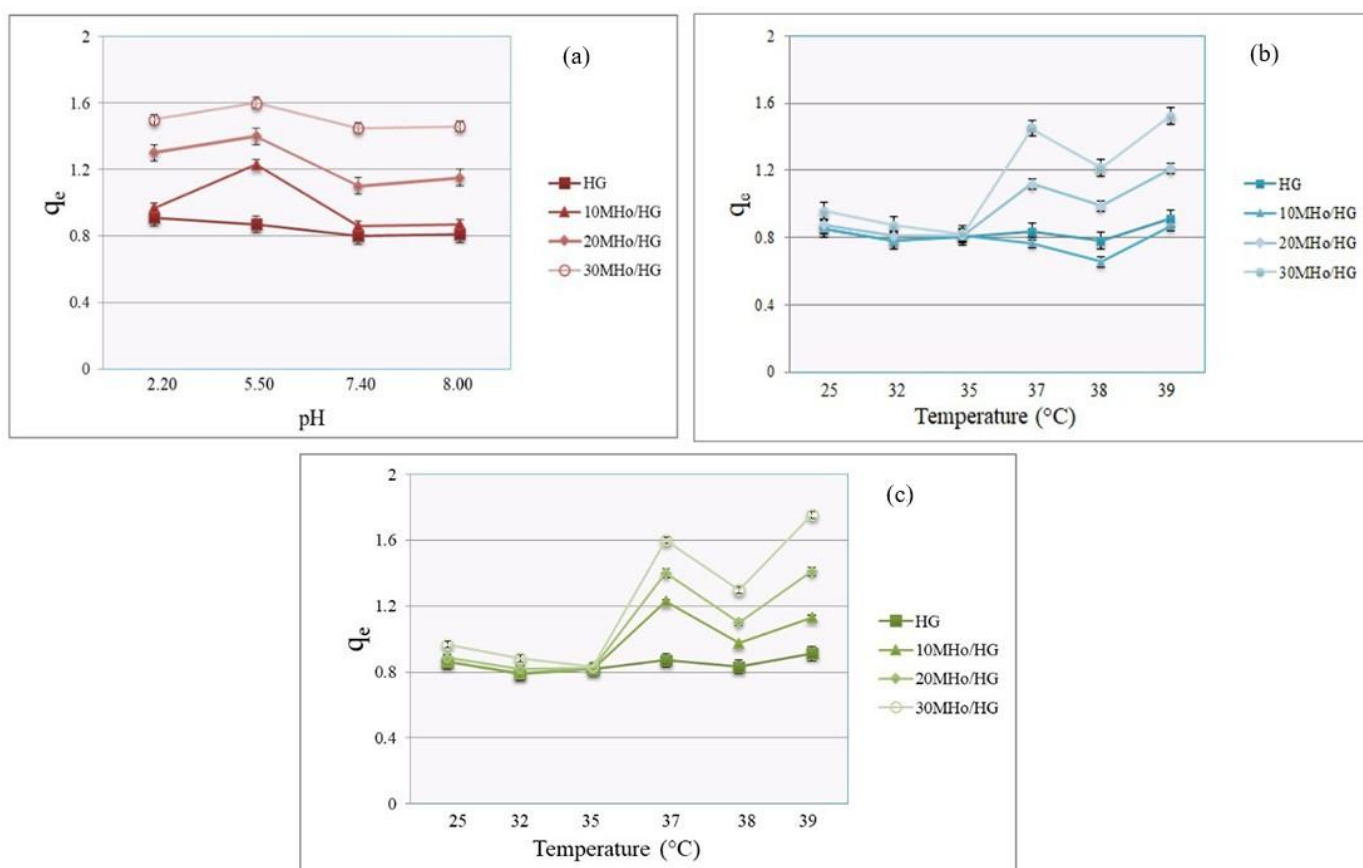 (a)
2
1.6
1.2
0.8
0.4
0
qe
2.20 5.50 7.40 8.00
pH
HG
10MHo/HG
20MHo/HG
30MHo/HG
(b)
2
1.6
1.2
0.8
0.4
0
qe
25 32 35 37 38 39
Temperature (°C)
HG
10MHo/HG
20MHo/HG
30MHo/HG
(c)
2
1.6
1.2
0.8
0.4
0
qe
25 32 35 37 38 39
Temperature (°C)
HG
10MHo/HG
20MHo/HG
30MHo/HG